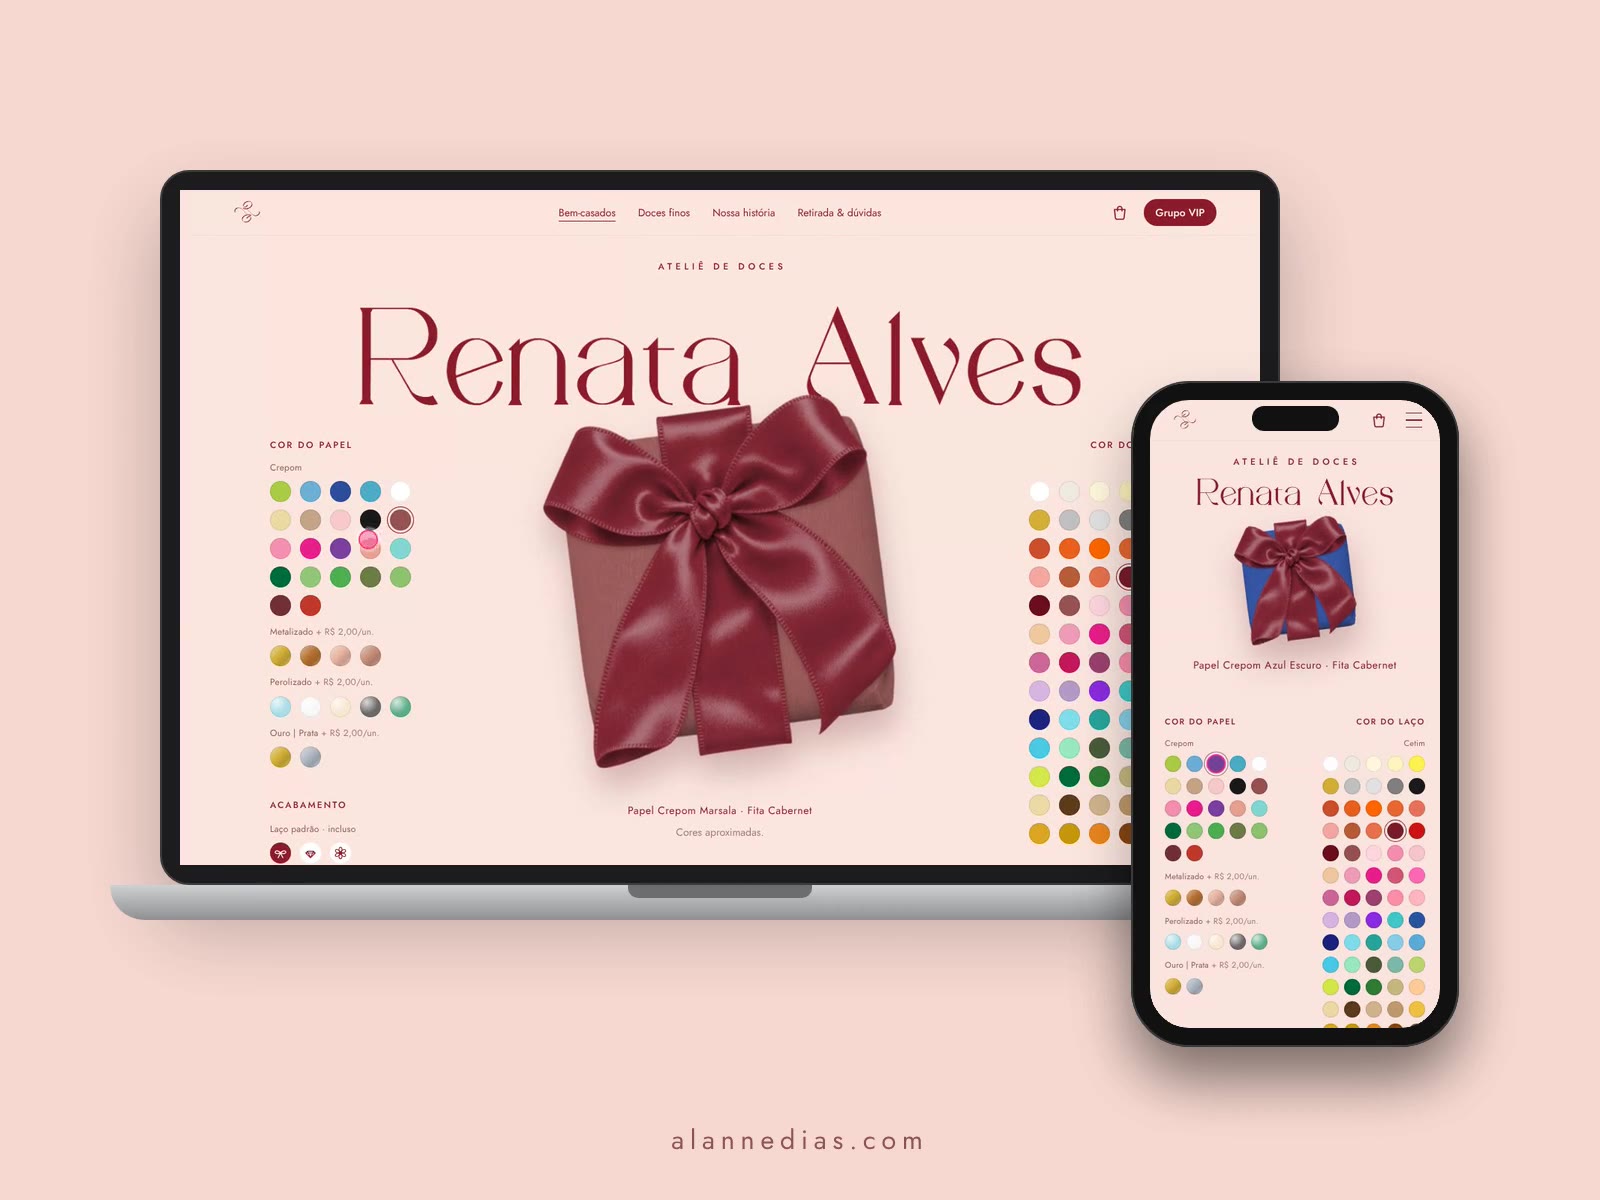 Bem-casados Doces finos Nossa história Retirada & dúvidas Grupo VIP
ATELIÊ DE DOCES
Renata Alves
COR DO PAPEL
Crepom
Metalizado + R$ 2,00/un.
Perolizado + R$ 2,00/un.
Ouro | Prata + R$ 2,00/un.
ACABAMENTO
Laço padrão · incluso
Papel Crepom Marsala · Fita Cabernet
Cores aproximadas.
COR DO
ATELIÊ DE DOCES
Renata Alves
Papel Crepom Azul Escuro · Fita Cabernet
COR DO PAPEL
Crepom
Metalizado + R$ 2,00/un.
Perolizado + R$ 2,00/un.
Ouro | Prata + R$ 2,00/un.
COR DO LAÇO
Cetim
alannedias.com